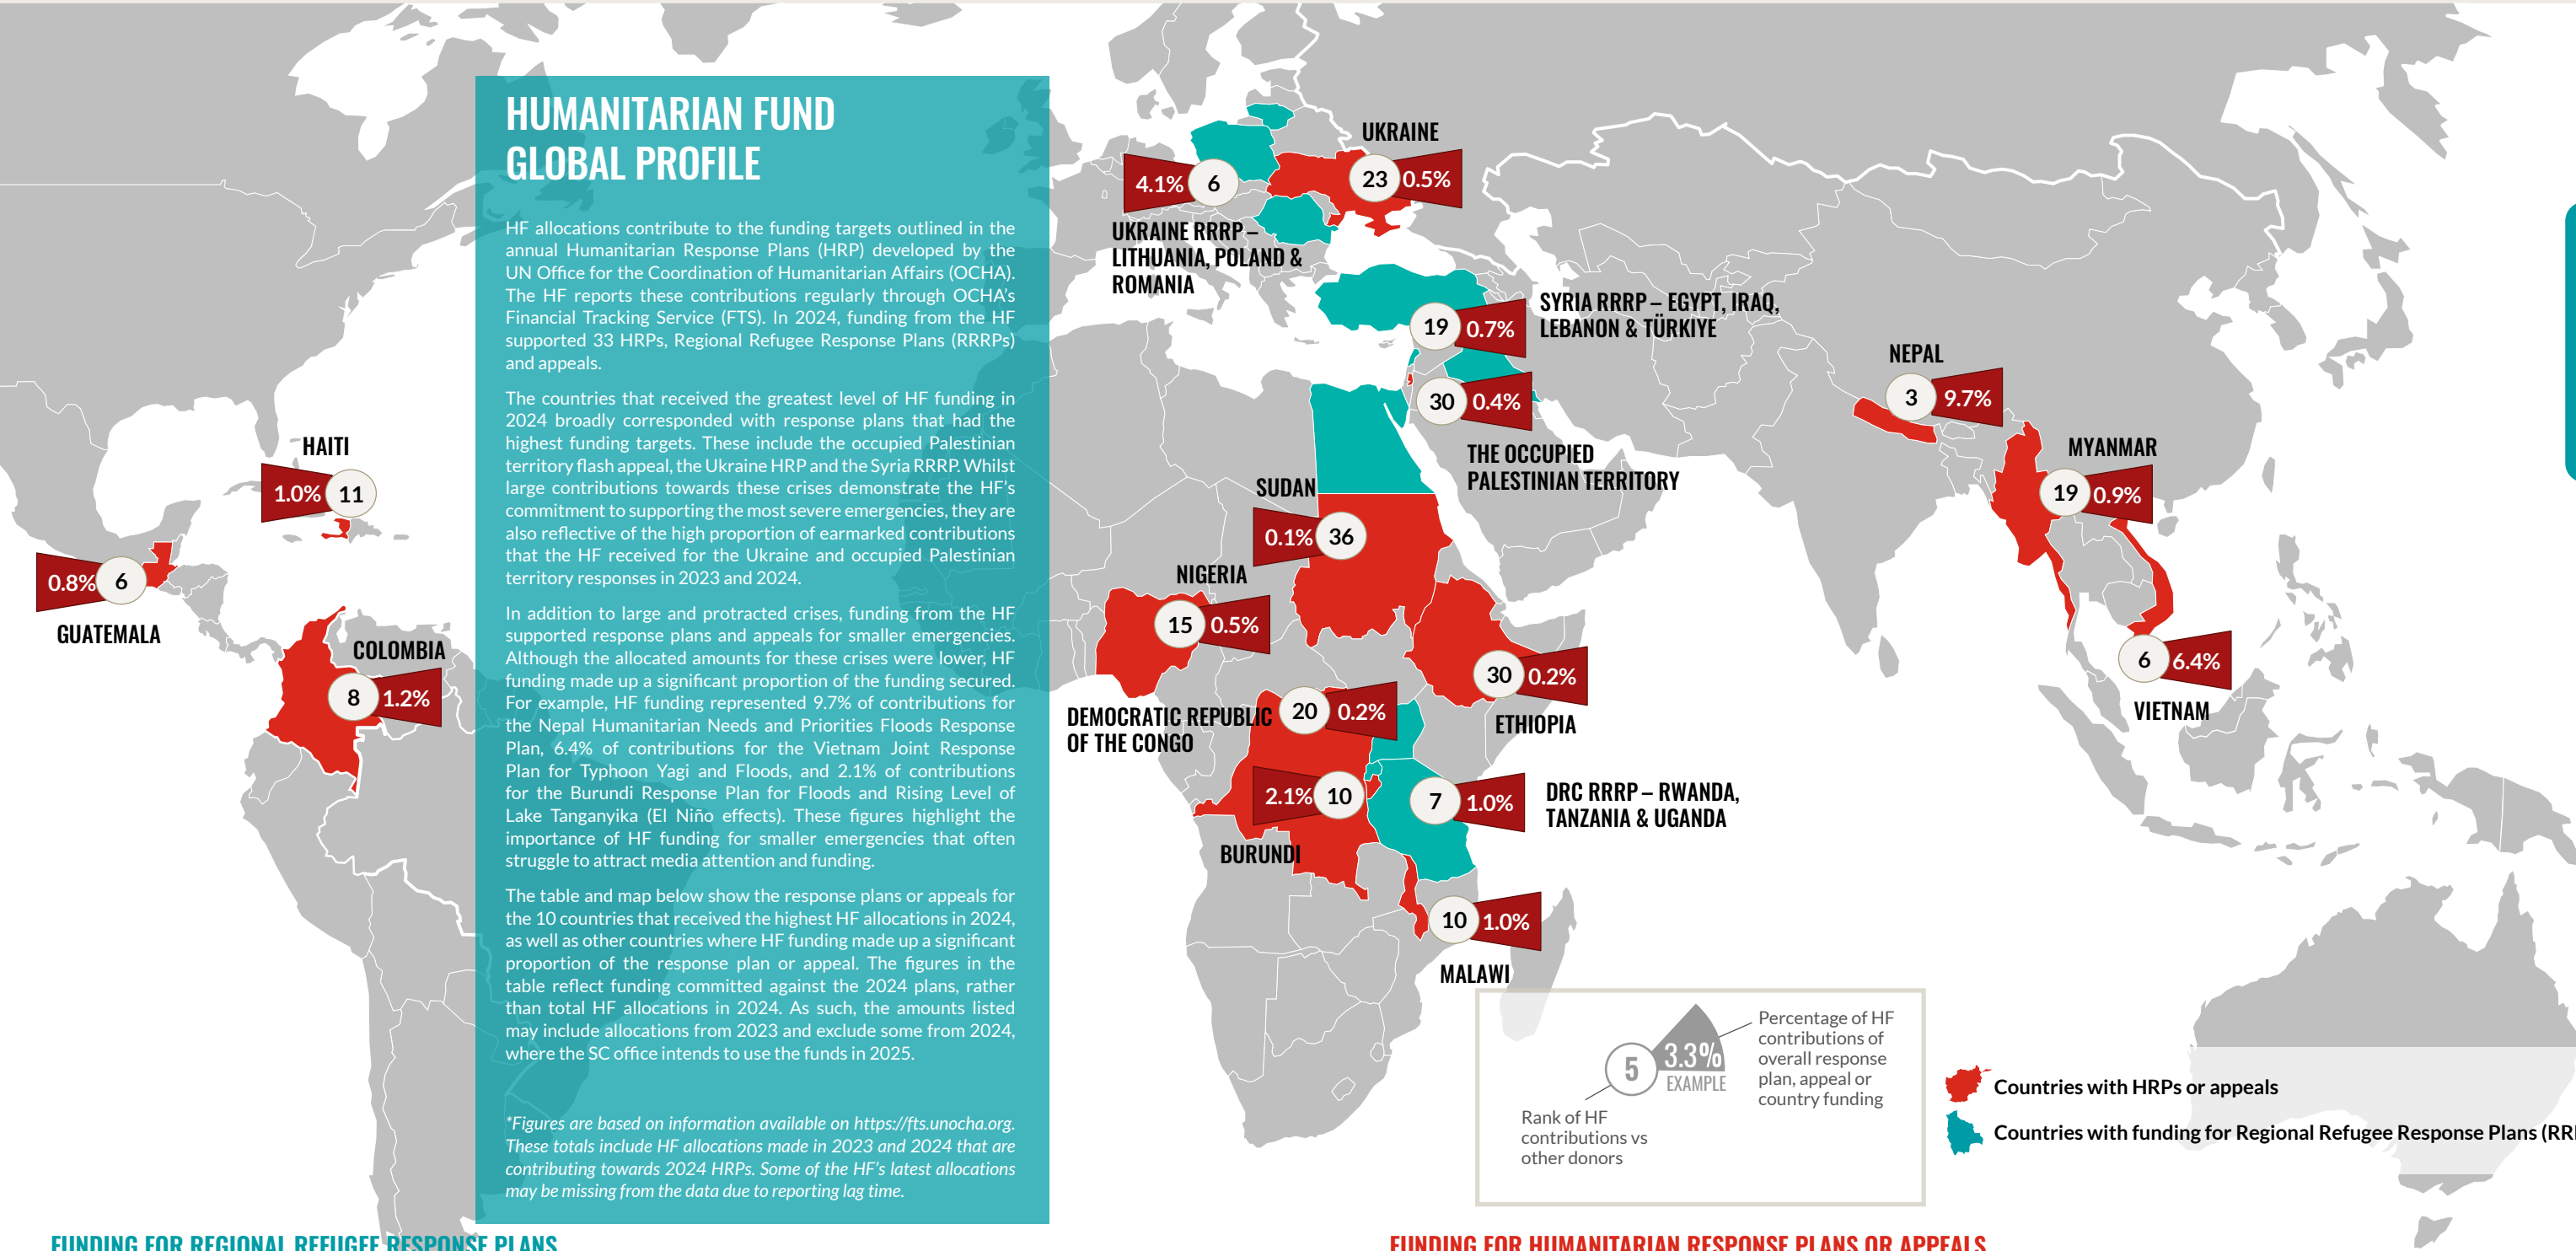 HUMANITARIAN FUND
GLOBAL PROFILE
HF allocations contribute to the funding targets outlined in the
annual Humanitarian Response Plans (HRP) developed by the
UN Office for the Coordination of Humanitarian Affairs (OCHA).
The HF reports these contributions regularly through OCHA's
Financial Tracking Service (FTS). In 2024, funding from the HF
supported 33 HRPs, Regional Refugee Response Plans (RRRPs)
and appeals.
The countries that received the greatest level of HF funding in
2024 broadly corresponded with response plans that had the
highest funding targets. These include the occupied Palestinian
territory flash appeal, the Ukraine HRP and the Syria RRRP. Whilst
large contributions towards these crises demonstrate the HF's
commitment to supporting the most severe emergencies, they are
also reflective of the high proportion of earmarked contributions
that the HF received for the Ukraine and occupied Palestinian
territory responses in 2023 and 2024.
In addition to large and protracted crises, funding from the HF
supported response plans and appeals for smaller emergencies.
Although the allocated amounts for these crises were lower, HF
funding made up a significant proportion of the funding secured.
For example, HF funding represented 9.7% of contributions for
the Nepal Humanitarian Needs and Priorities Floods Response
Plan, 6.4% of contributions for the Vietnam Joint Response
Plan for Typhoon Yagi and Floods, and 2.1% of contributions
for the Burundi Response Plan for Floods and Rising Level of
Lake Tanganyika (El Niño effects). These figures highlight the
importance of HF funding for smaller emergencies that often
struggle to attract media attention and funding.
The table and map below show the response plans or appeals for
the 10 countries that received the highest HF allocations in 2024,
as well as other countries where HF funding made up a significant
proportion of the response plan or appeal. The figures in the
table reflect funding committed against the 2024 plans, rather
than total HF allocations in 2024. As such, the amounts listed
may include allocations from 2023 and exclude some from 2024,
where the SC office intends to use the funds in 2025.
*Figures are based on information available on https://fts.unocha.org.
These totals include HF allocations made in 2023 and 2024 that are
contributing towards 2024 HRPs. Some of the HF's latest allocations
may be missing from the data due to reporting lag time.
HAITI
1.0% 11
0.8% 6
GUATEMALA
COLOMBIA
8 1.2%
UKRAINE
23 0.5%
4.1% 6
UKRAINE RRRP –
LITHUANIA, POLAND &
ROMANIA
SYRIA RRRP – EGYPT, IRAQ,
LEBANON & TÜRKIYE
19 0.7%
30 0.4%
THE OCCUPIED
PALESTINIAN TERRITORY
NEPAL
3 9.7%
MYANMAR
19 0.9%
6 6.4%
VIETNAM
SUDAN
0.1% 36
NIGERIA
15 0.5%
30 0.2%
ETHIOPIA
DEMOCRATIC REPUBLIC
OF THE CONGO
20 0.2%
2.1% 10
BURUNDI
7 1.0%
DRC RRRP – RWANDA,
TANZANIA & UGANDA
10 1.0%
MALAWI
5 3.3%
EXAMPLE
Percentage of HF
contributions of
overall response
plan, appeal or
country funding
Rank of HF
contributions vs
other donors
Countries with HRPs or appeals
Countries with funding for Regional Refugee Response Plans (RR
FUNDING FOR REGIONAL REFUGEE RESPONSE PLANS
FUNDING FOR HUMANITARIAN RESPONSE PLANS OR APPEALS